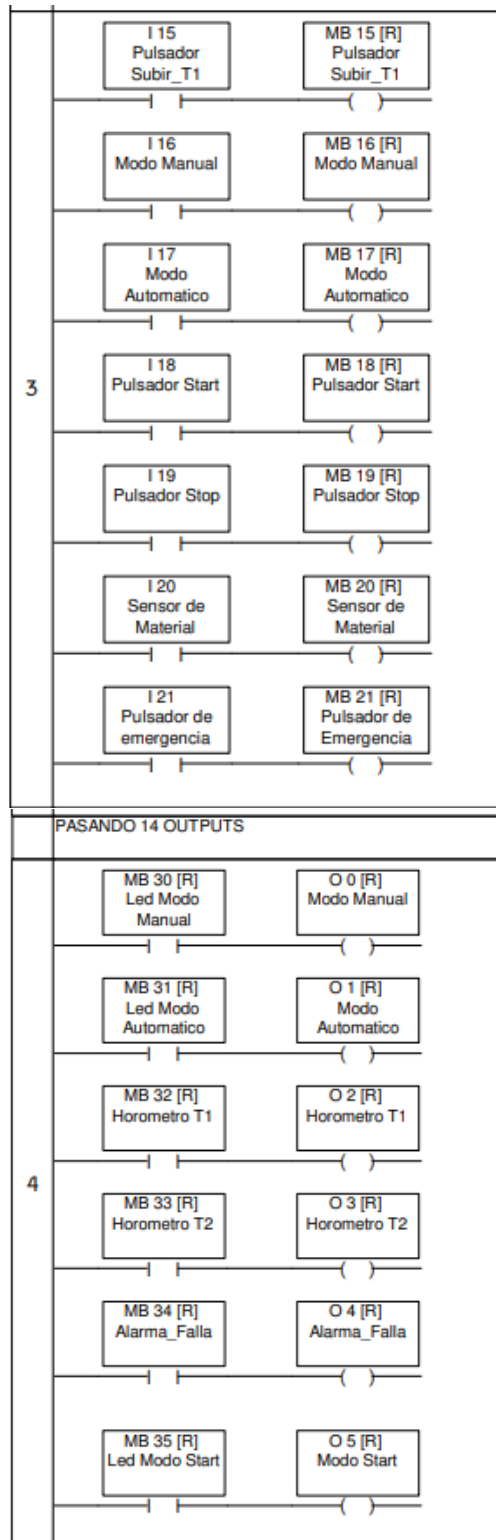 I 15
Pulsador
Subir_T1
MB 15 [R]
Pulsador
Subir_T1
I 16
Modo Manual
MB 16 [R]
Modo Manual
I 17
Modo
Automatico
MB 17 [R]
Modo
Automatico
3
I 18
Pulsador Start
MB 18 [R]
Pulsador Start
I 19
Pulsador Stop
MB 19 [R]
Pulsador Stop
I 20
Sensor de
Material
MB 20 [R]
Sensor de
Material
I 21
Pulsador de
emergencia
MB 21 [R]
Pulsador de
Emergencia
PASANDO 14 OUTPUTS
MB 30 [R]
Led Modo
Manual
O 0 [R]
Modo Manual
MB 31 [R]
Led Modo
Automatico
O 1 [R]
Modo
Automatico
MB 32 [R]
Horometro T1
O 2 [R]
Horometro T1
4
MB 33 [R]
Horometro T2
O 3 [R]
Horometro T2
MB 34 [R]
Alarma_Falla
O 4 [R]
Alarma_Falla
MB 35 [R]
Led Modo Start
O 5 [R]
Modo Start